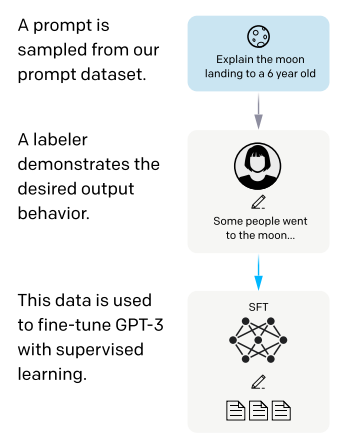 A prompt is
sampled from our
prompt dataset.
Explain the moon
landing to a 6 year old
A labeler
demonstrates the
desired output
behavior.
Some people went
to the moon...
This data is used
to fine-tune GPT-3
with supervised
learning.
SFT